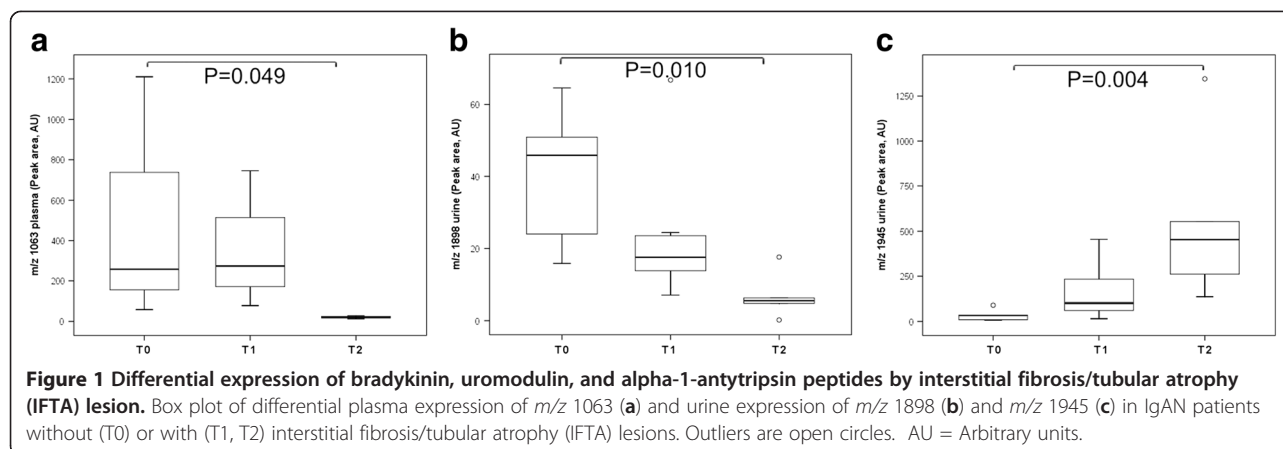 a
P=0.049
m/z 1063 plasma (Peak area, AU)
1200
1000
800
600
400
200
0
T0 T1 T2
b
P=0.010
m/z 1898 urine (Peak area, AU)
60
40
20
0
T0 T1 T2
c
P=0.004
m/z 1945 urine (Peak area, AU)
1250
1000
750
500
250
0
T0 T1 T2
Figure 1 Differential expression of bradykinin, uromodulin, and alpha-1-antytripsin peptides by interstitial fibrosis/tubular atrophy
(IFTA) lesion. Box plot of differential plasma expression of m/z 1063 (a) and urine expression of m/z 1898 (b) and m/z 1945 (c) in IgAN patients
without (T0) or with (T1, T2) interstitial fibrosis/tubular atrophy (IFTA) lesions. Outliers are open circles. AU = Arbitrary units.